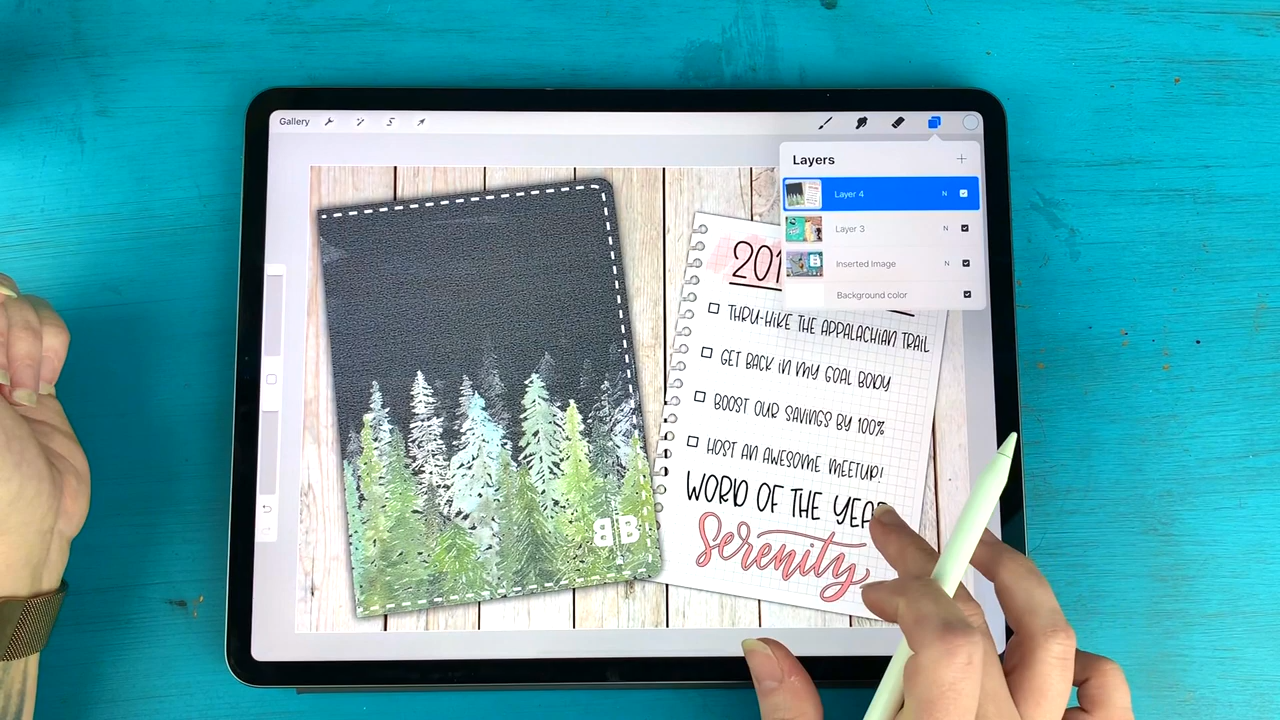 Gallery
Layers
Layer 4 N
Layer 3 N
Inserted Image N
Background color
201
THRU-HIKE THE APPALACHIAN TRAIL
GET BACK IN MY GOAL BODY
BOOST OUR SAVINGS BY 100%
HOST AN AWESOME MEETUP!
WORD OF THE YEAR
Serenity
BB